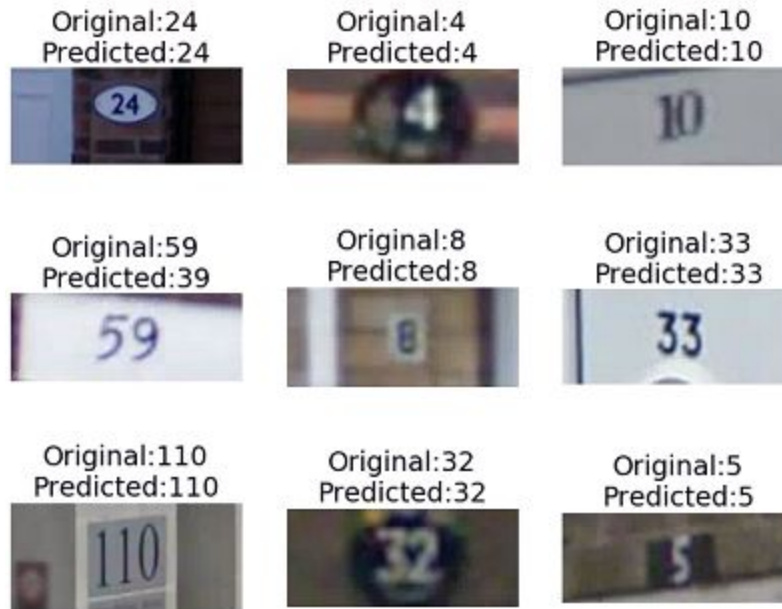 Original:24
Predicted:24
24
Original:4
Predicted:4
4
Original:10
Predicted:10
10
Original:59
Predicted:39
59
Original:8
Predicted:8
8
Original:33
Predicted:33
33
Original:110
Predicted:110
110
Original:32
Predicted:32
32
Original:5
Predicted:5
5